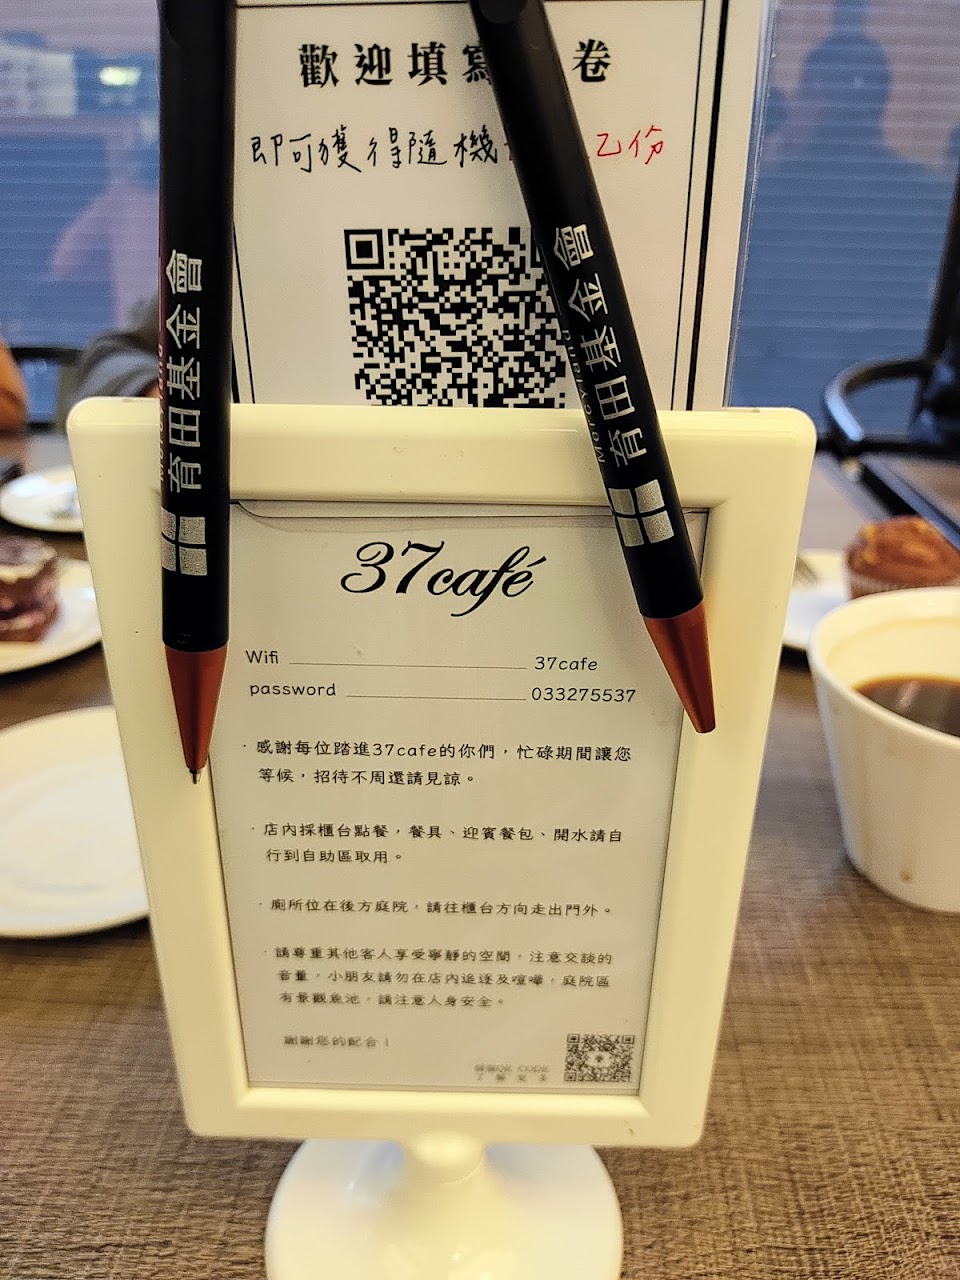 歡迎填寫 卷
即可獲得隨機 乙份
育田基金會
育田基金會
37café
Wifi 37cafe
password 033275537
·感謝每位踏進37cafe的你們，忙碌期間讓您
等候，招待不周還請見諒。
·店內採櫃台點餐，餐具、迎賓餐包、開水請自
行到自助區取用。
·廁所位在後方庭院，請往櫃台方向走出門外。
·請尊重其他客人享受寧靜的空間，注意交談的
音量，小朋友請勿在店內追逐及喧嘩，庭院區
有景觀魚池，請注意人身安全。
謝謝您的配合！
QR CODE
了解更多